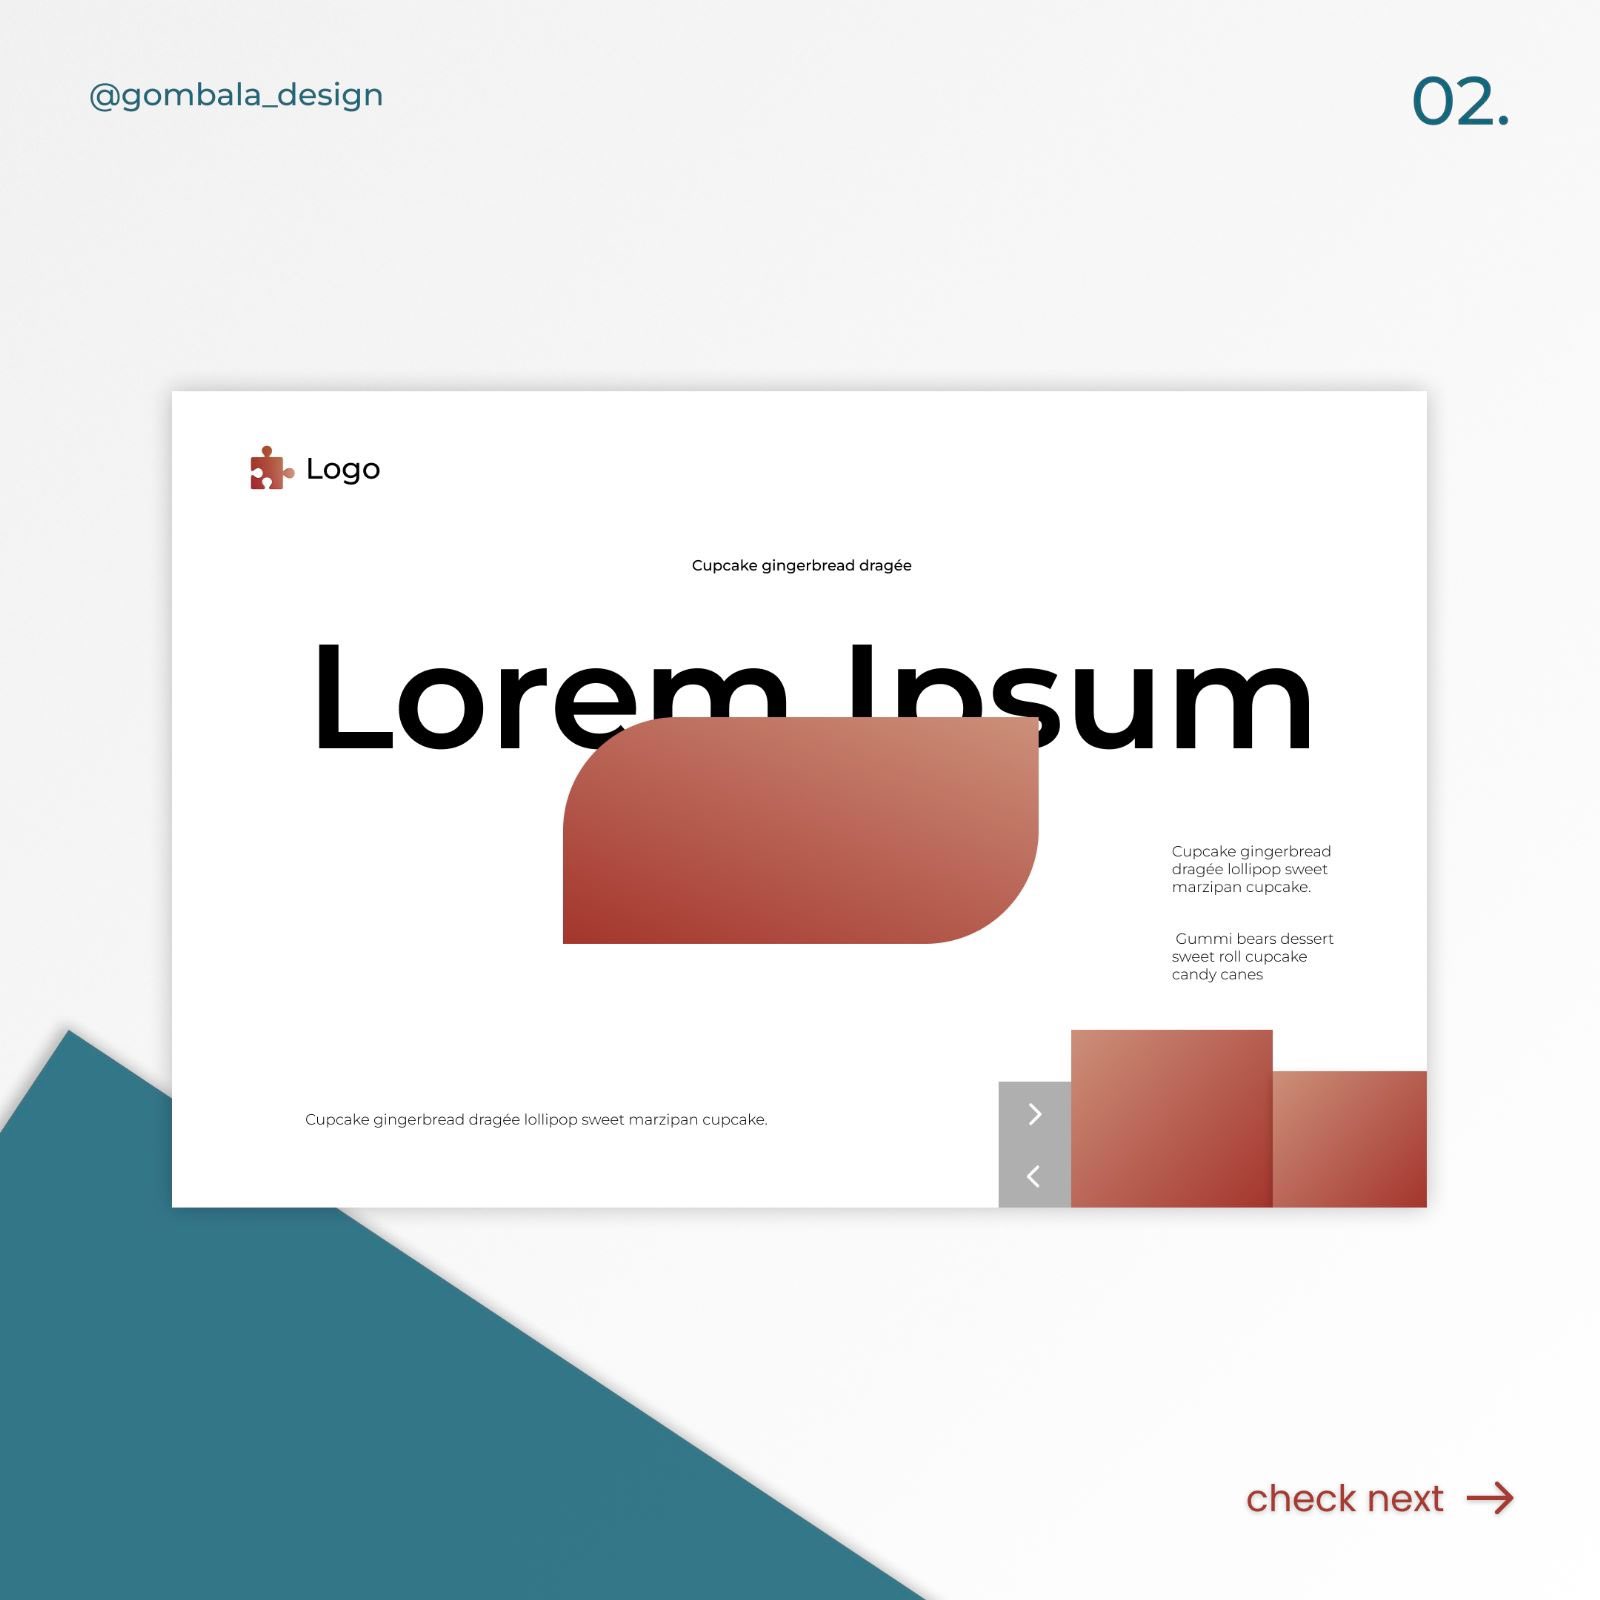 @gombala_design
02.
Logo
Cupcake gingerbread dragée
Lorem Ipsum
Cupcake gingerbread
dragée lollipop sweet
marzipan cupcake.
Gummi bears dessert
sweet roll cupcake
candy canes
Cupcake gingerbread dragée lollipop sweet marzipan cupcake.
check next